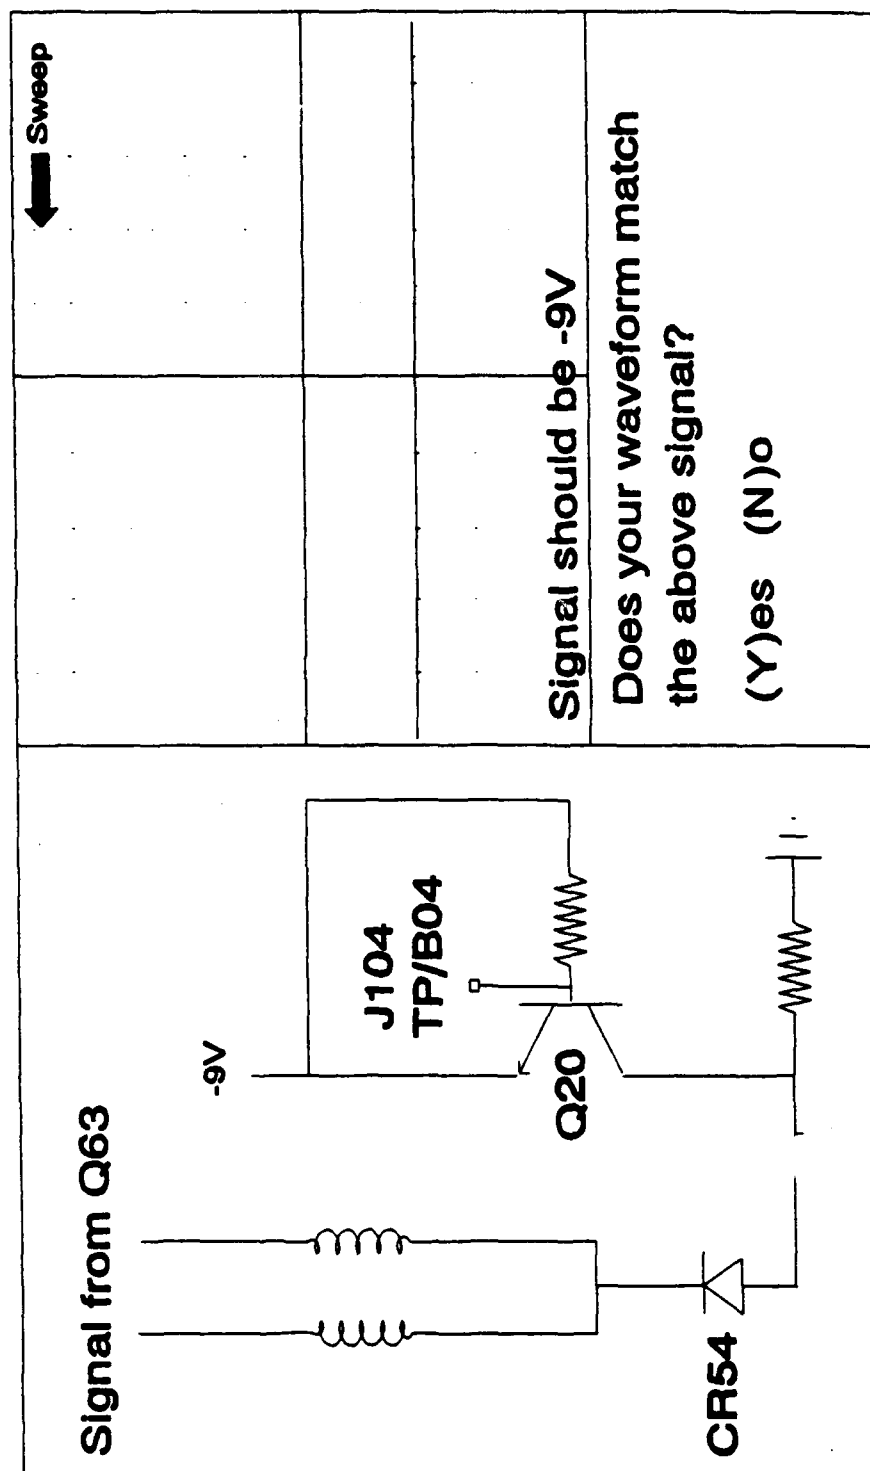 Signal from Q63
-9V
J104
TP/B04
Q20
CR54
Sweep
Signal should be -9V
Does your waveform match
the above signal?
(Y)es (N)o